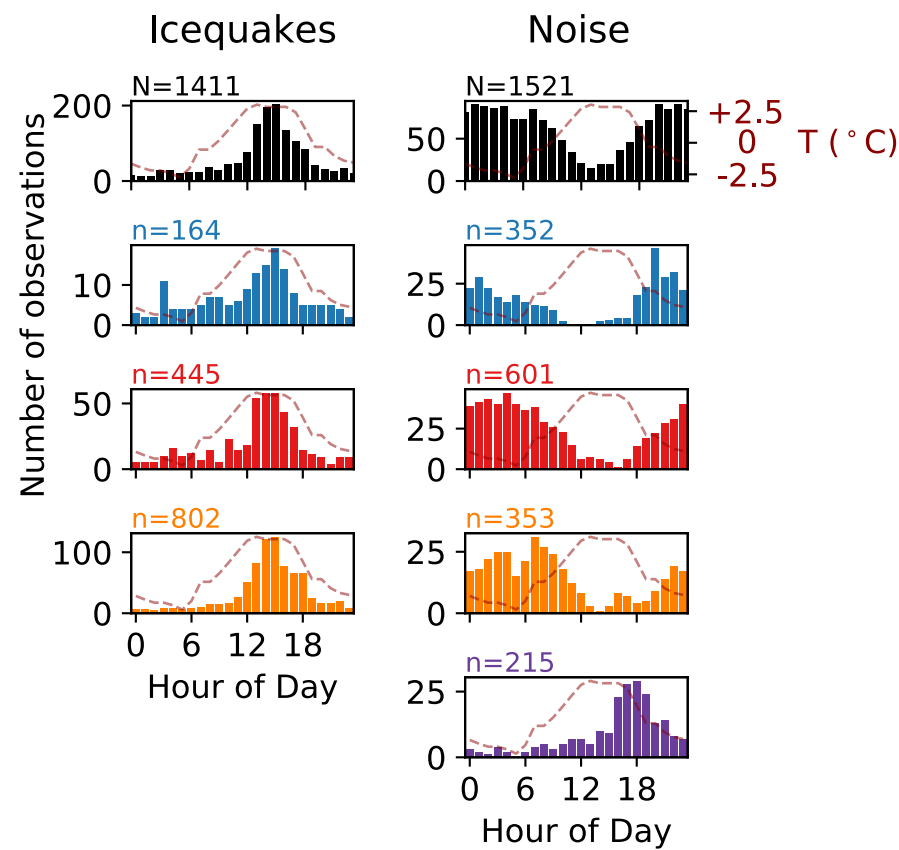 Icequakes
Noise
N=1411
N=1521
200
0
50
0
+2.5
0
-2.5
T (°C)
n=164
n=352
10
0
25
0
Number of observations
n=445
n=601
50
0
25
0
n=802
n=353
100
0
25
0
0 6 12 18
Hour of Day
n=215
25
0
0 6 12 18
Hour of Day